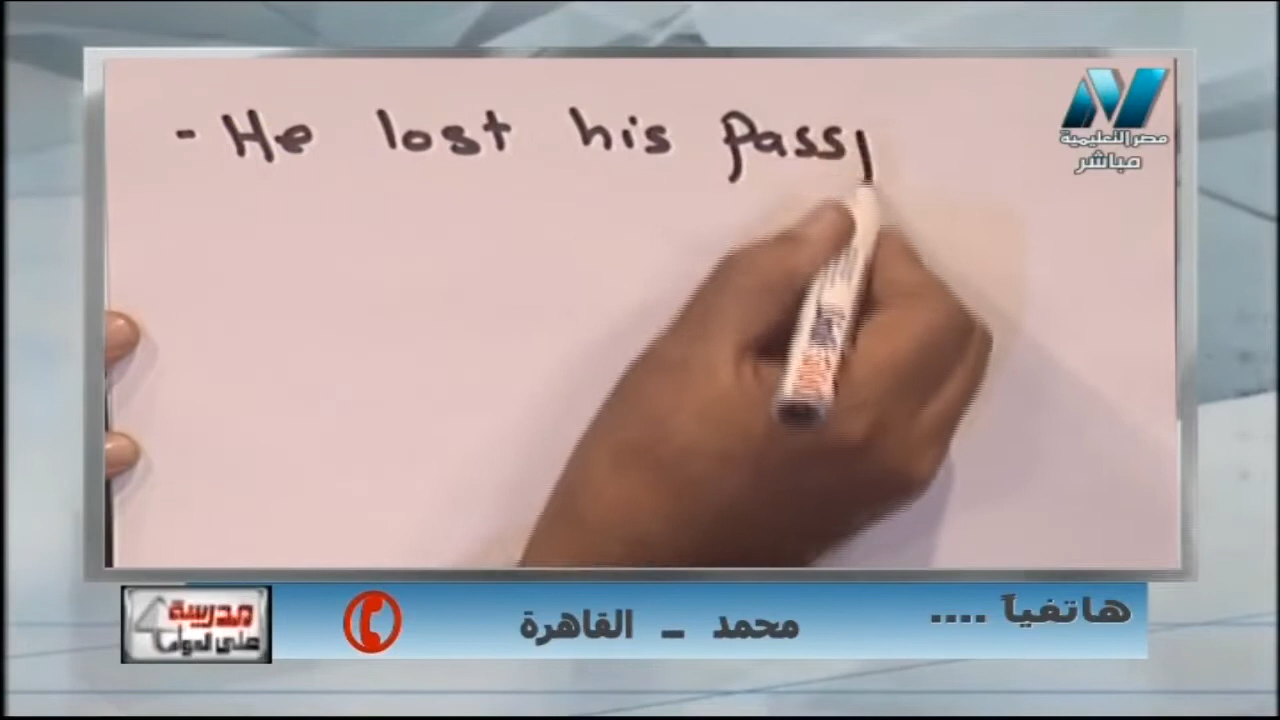 - He lost his Pass
مصر التعليمية
مباشر
هاتفياً .... محمد ـ القاهرة
مدرسة
على الهواء